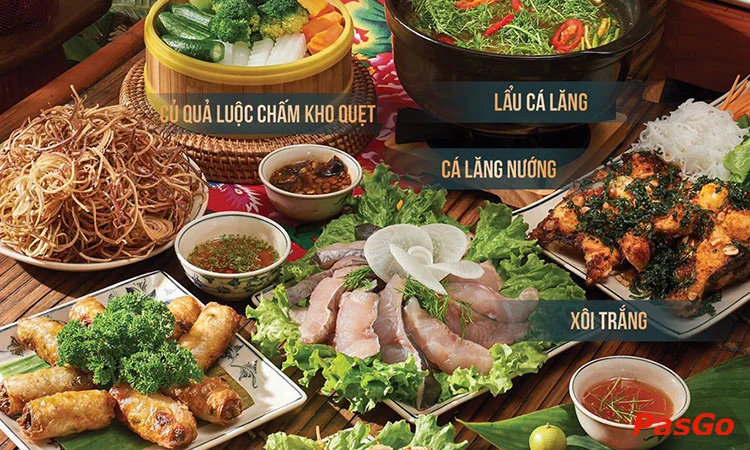 CỦ QUẢ LUỘC CHẤM KHO QUẸT
LẨU CÁ LĂNG
CÁ LĂNG NƯỚNG
XÔI TRẮNG
PasGo